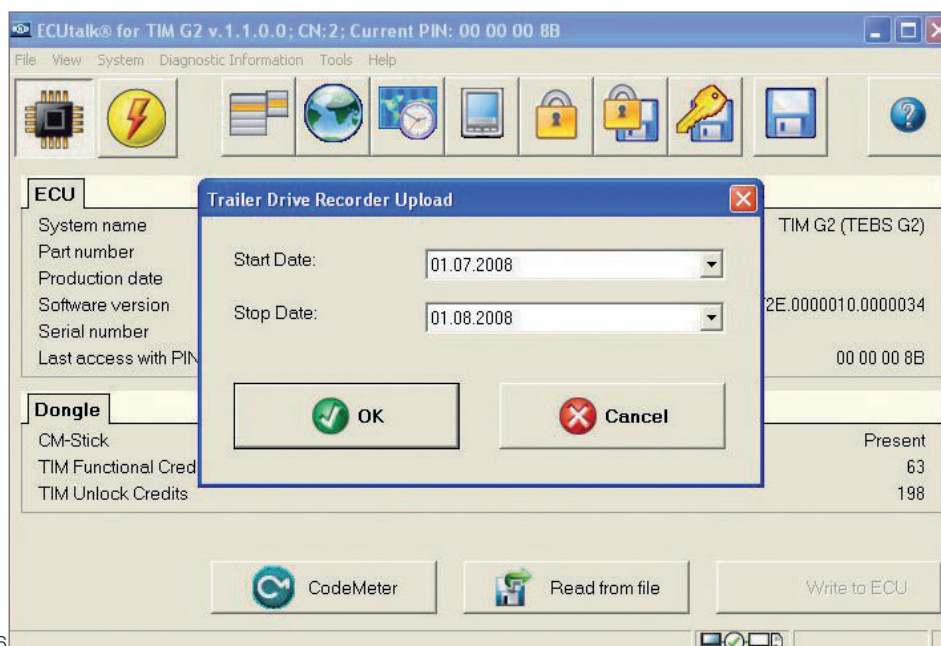 ECUtalk® for TIM G2 v.1.1.0.0; CN:2; Current PIN: 00 00 00 8B
File View System Diagnostic Information Tools Help
ECU
System name TIM G2 (TEBS G2)
Part number
Production date
Software version 2E.0000010.0000034
Serial number
Last access with PIN 00 00 00 8B
Trailer Drive Recorder Upload
Start Date: 01.07.2008
Stop Date: 01.08.2008
OK Cancel
Dongle
CM-Stick Present
TIM Functional Cred 63
TIM Unlock Credits 198
CodeMeter Read from file Write to ECU
6